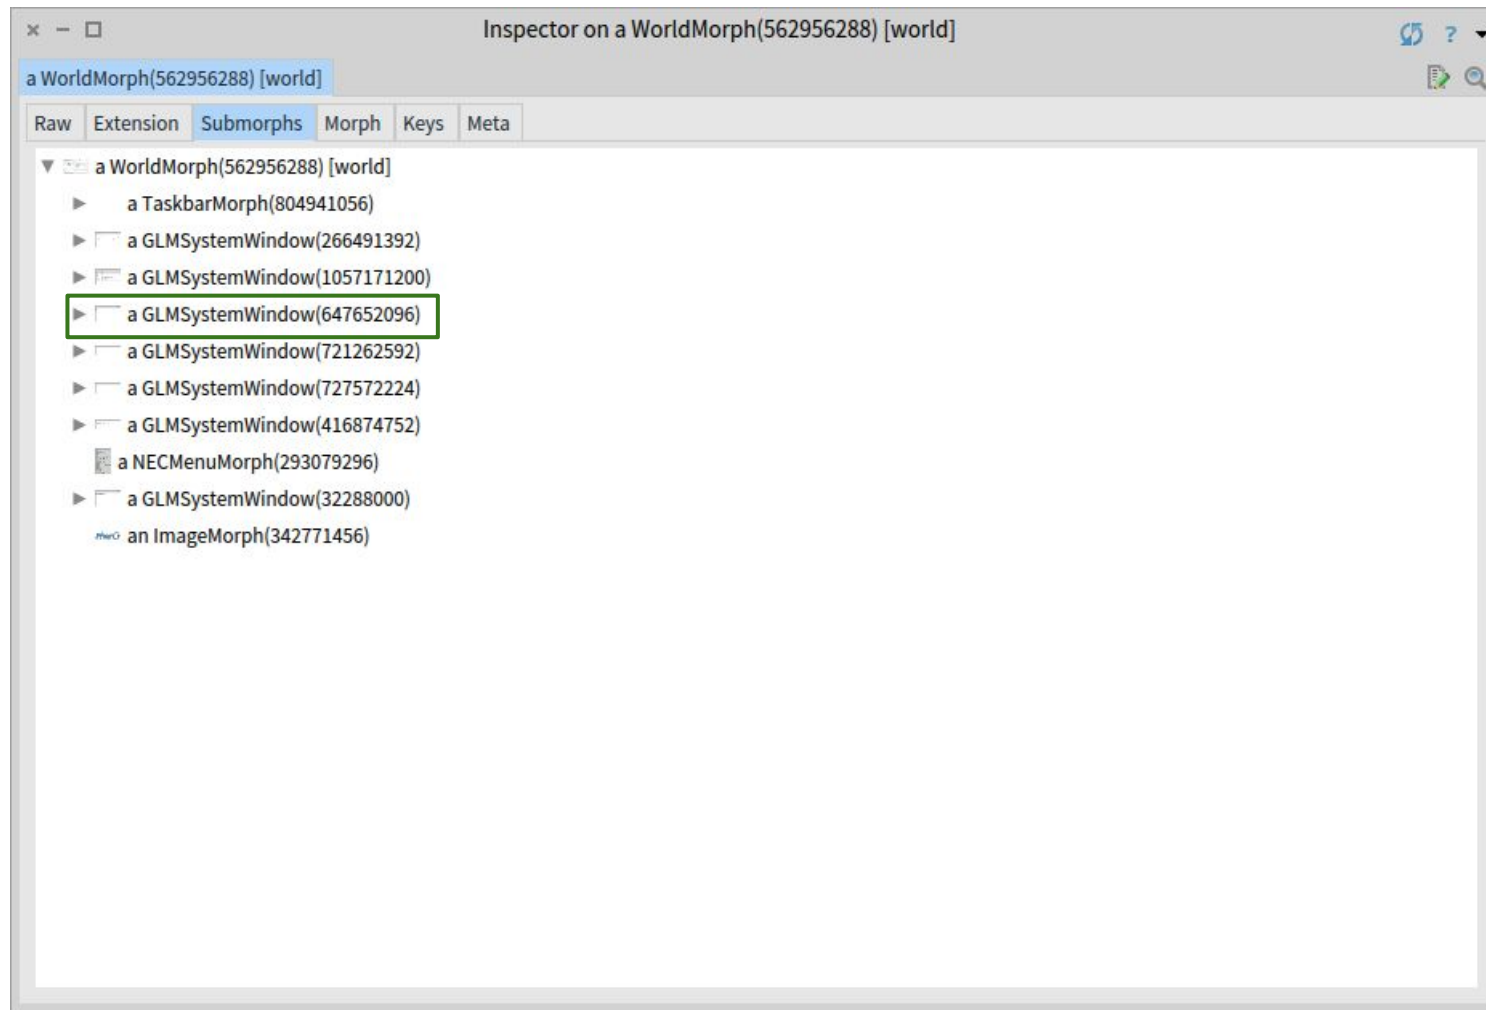 Inspector on a WorldMorph(562956288) [world]
?
a WorldMorph(562956288) [world]
Raw Extension Submorphs Morph Keys Meta
a WorldMorph(562956288) [world]
a TaskbarMorph(804941056)
a GLMSystemWindow(266491392)
a GLMSystemWindow(1057171200)
a GLMSystemWindow(647652096)
a GLMSystemWindow(721262592)
a GLMSystemWindow(727572224)
a GLMSystemWindow(416874752)
a NECMenuMorph(293079296)
a GLMSystemWindow(32288000)
an ImageMorph(342771456)